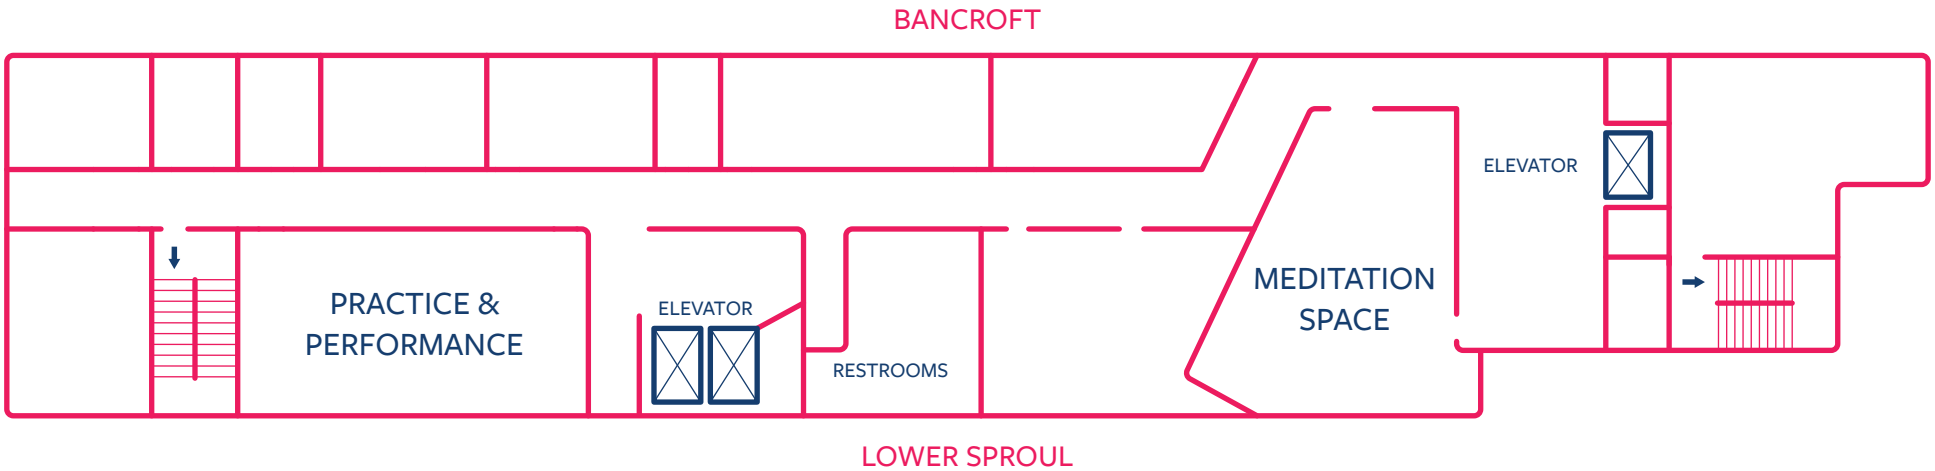 BANCROFT
ELEVATOR
MEDITATION
SPACE
PRACTICE &
PERFORMANCE
ELEVATOR
RESTROOMS
LOWER SPROUL